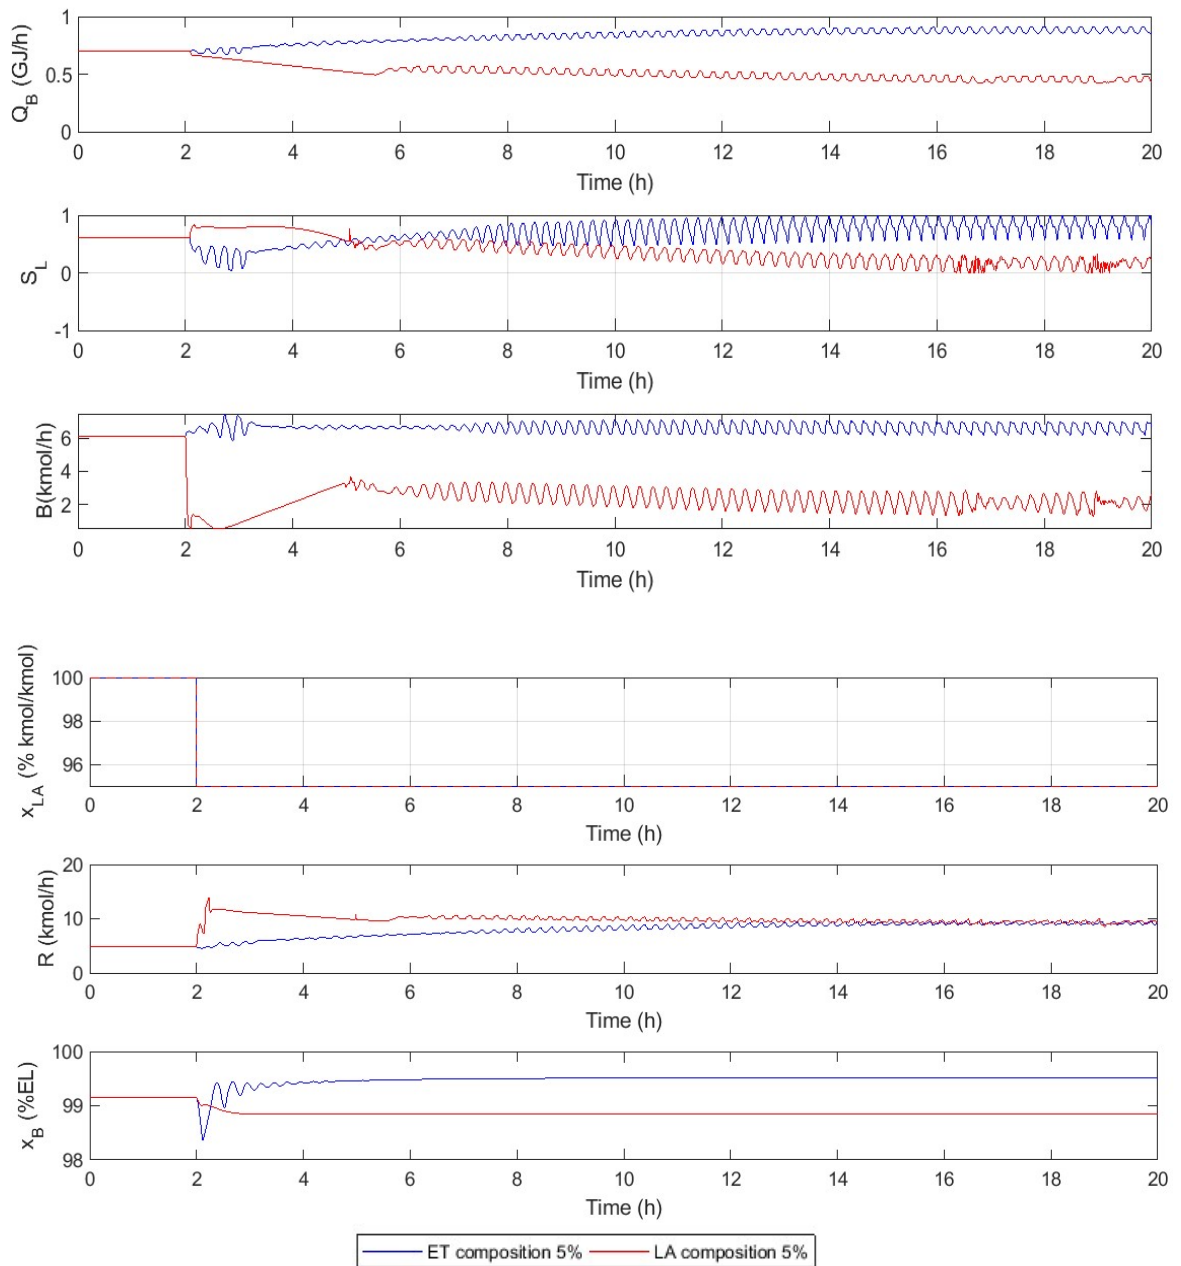 1
0.5
0
Q_B (GJ/h)
0 2 4 6 8 10 12 14 16 18 20
Time (h)
1
0
-1
S_L
0 2 4 6 8 10 12 14 16 18 20
Time (h)
6
4
2
B(kmol/h)
0 2 4 6 8 10 12 14 16 18 20
Time (h)
100
98
96
x_LA (% kmol/kmol)
0 2 4 6 8 10 12 14 16 18 20
Time (h)
20
10
0
R (kmol/h)
0 2 4 6 8 10 12 14 16 18 20
Time (h)
100
99
98
x_B (%EL)
0 2 4 6 8 10 12 14 16 18 20
Time (h)
ET composition 5% LA composition 5%